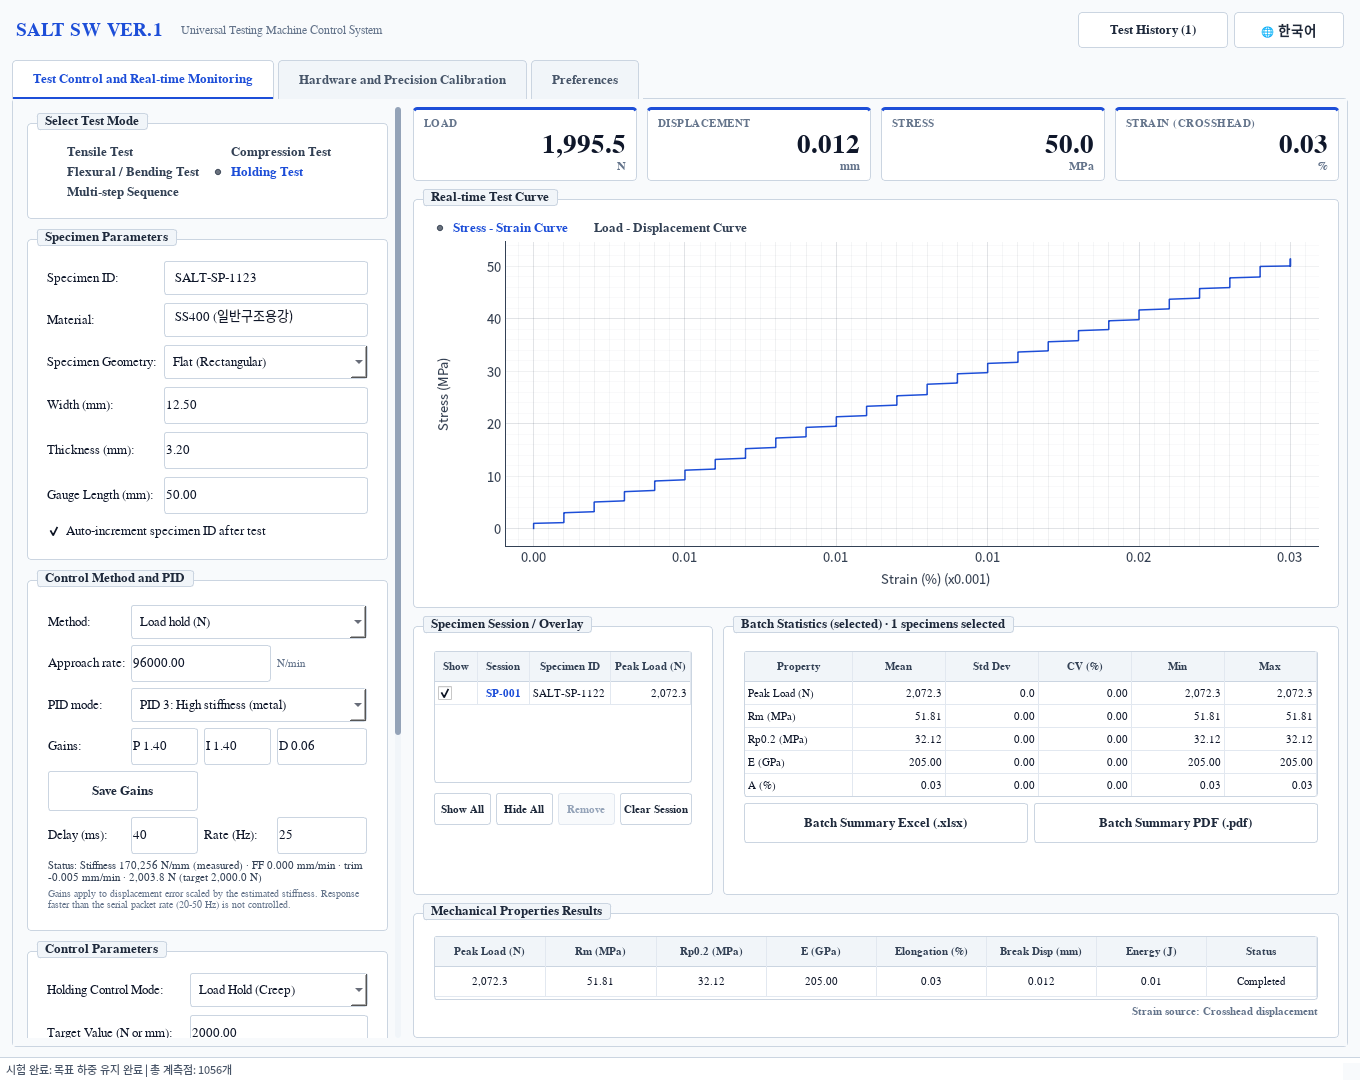 SALT SW VER.1
Universal Testing Machine Control System
Test History (1)
🌐 한국어
Test Control and Real-time Monitoring
Hardware and Precision Calibration
Preferences
Select Test Mode
Tensile Test
Compression Test
Flexural / Bending Test
Holding Test
Multi-step Sequence
Specimen Parameters
Specimen ID: SALT-SP-1123
Material: SS400 (일반구조용강)
Specimen Geometry: Flat (Rectangular)
Width (mm): 12.50
Thickness (mm): 3.20
Gauge Length (mm): 50.00
✔ Auto-increment specimen ID after test
Control Method and PID
Method: Load hold (N)
Approach rate: 96000.00 N/min
PID mode: PID 3: High stiffness (metal)
Gains: P 1.40 I 1.40 D 0.06
Save Gains
Delay (ms): 40 Rate (Hz): 25
Status: Stiffness 170,256 N/mm (measured) · FF 0.000 mm/min · trim
-0.005 mm/min · 2,003.8 N (target 2,000.0 N)
Gains apply to displacement error scaled by the estimated stiffness. Response
faster than the serial packet rate (20-50 Hz) is not controlled.
Control Parameters
Holding Control Mode: Load Hold (Creep)
Target Value (N or mm): 2000.00
LOAD
1,995.5
N
DISPLACEMENT
0.012
mm
STRESS
50.0
MPa
STRAIN (CROSSHEAD)
0.03
%
Real-time Test Curve
Stress - Strain Curve
Load - Displacement Curve
50
40
30
20
10
0
Stress (MPa)
0.00 0.01 0.01 0.01 0.02 0.03
Strain (%) (x0.001)
Specimen Session / Overlay
Show Session Specimen ID Peak Load (N)
✔ SP-001 SALT-SP-1122 2,072.3
Show All
Hide All
Remove
Clear Session
Batch Statistics (selected) · 1 specimens selected
Property Mean Std Dev CV (%) Min Max
Peak Load (N) 2,072.3 0.0 0.00 2,072.3 2,072.3
Rm (MPa) 51.81 0.00 0.00 51.81 51.81
Rp0.2 (MPa) 32.12 0.00 0.00 32.12 32.12
E (GPa) 205.00 0.00 0.00 205.00 205.00
A (%) 0.03 0.00 0.00 0.03 0.03
Batch Summary Excel (.xlsx)
Batch Summary PDF (.pdf)
Mechanical Properties Results
Peak Load (N) Rm (MPa) Rp0.2 (MPa) E (GPa) Elongation (%) Break Disp (mm) Energy (J) Status
2,072.3 51.81 32.12 205.00 0.03 0.012 0.01 Completed
Strain source: Crosshead displacement
시험 완료: 목표 하중 유지 완료 | 총 계측점: 1056개